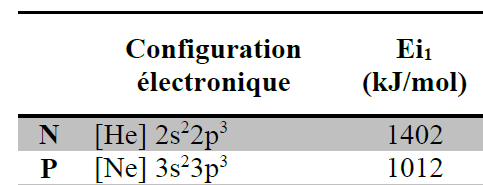 Configuration électronique Ei₁ (kJ/mol)
N [He] 2s²2p³ 1402
P [Ne] 3s²3p³ 1012